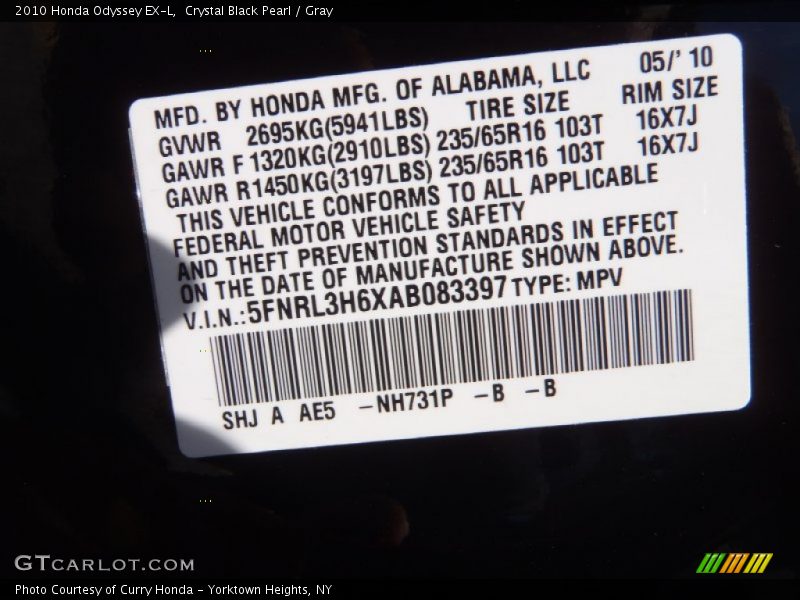 2010 Honda Odyssey EX-L,  Crystal Black Pearl / Gray
MFD. BY HONDA MFG. OF ALABAMA, LLC 05/' 10
GVWR 2695KG(5941LBS) TIRE SIZE RIM SIZE
GAWR F 1320KG(2910LBS) 235/65R16 103T 16X7J
GAWR R1450KG(3197LBS) 235/65R16 103T 16X7J
THIS VEHICLE CONFORMS TO ALL APPLICABLE
FEDERAL MOTOR VEHICLE SAFETY
AND THEFT PREVENTION STANDARDS IN EFFECT
ON THE DATE OF MANUFACTURE SHOWN ABOVE.
V.I.N.:5FNRL3H6XAB083397 TYPE: MPV
SHJ A AE5 -NH731P -B -B
GTCARLOT.COM
Photo Courtesy of Curry Honda - Yorktown Heights, NY